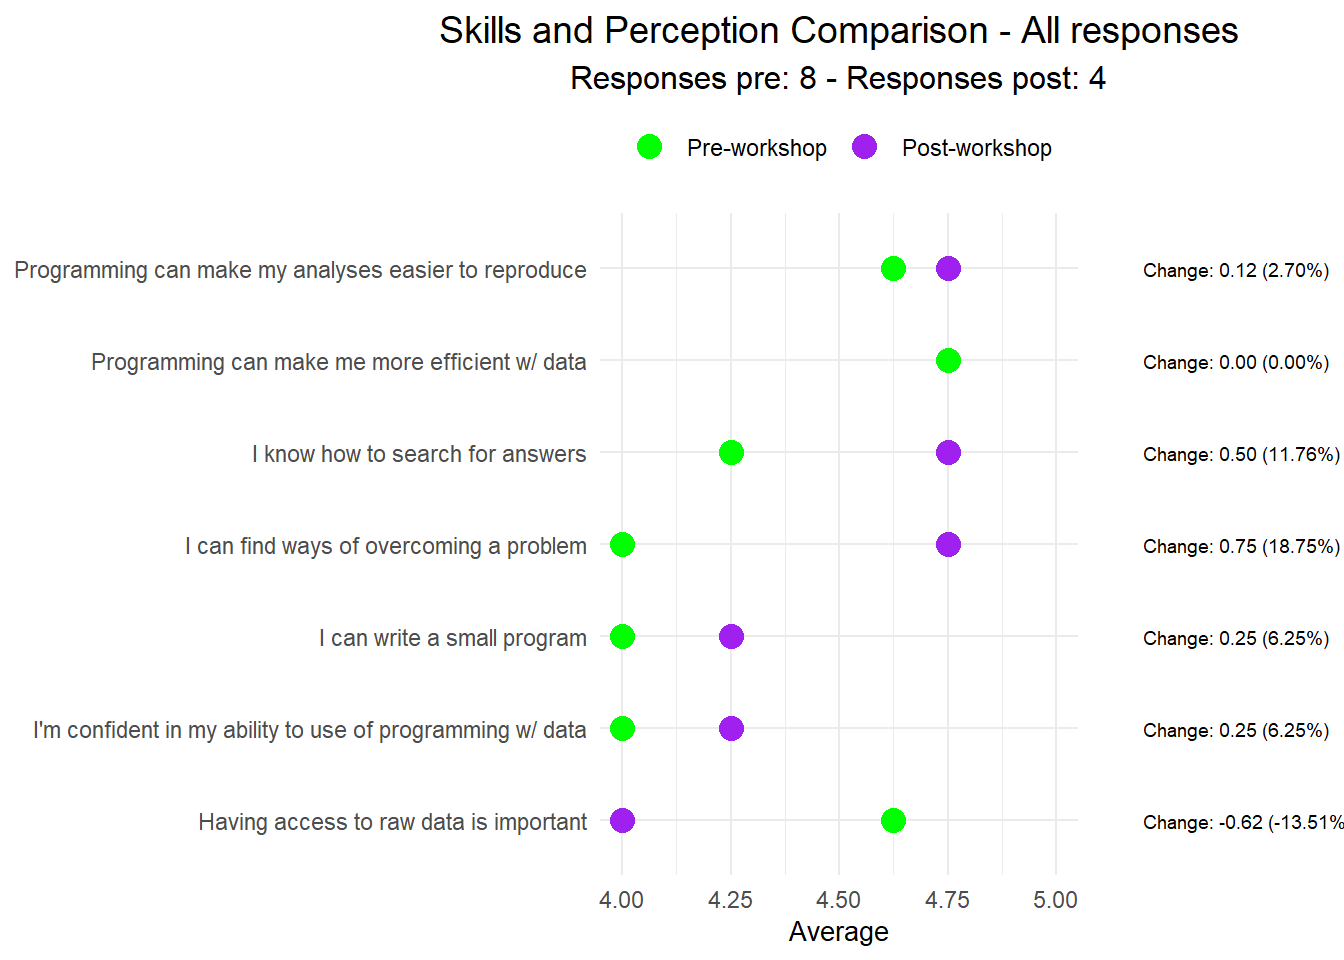 Skills and Perception Comparison - All responses
Responses pre: 8 - Responses post: 4
Pre-workshop Post-workshop
Programming can make my analyses easier to reproduce Change: 0.12 (2.70%)
Programming can make me more efficient w/ data Change: 0.00 (0.00%)
I know how to search for answers Change: 0.50 (11.76%)
I can find ways of overcoming a problem Change: 0.75 (18.75%)
I can write a small program Change: 0.25 (6.25%)
I'm confident in my ability to use of programming w/ data Change: 0.25 (6.25%)
Having access to raw data is important Change: -0.62 (-13.51%
4.00 4.25 4.50 4.75 5.00
Average